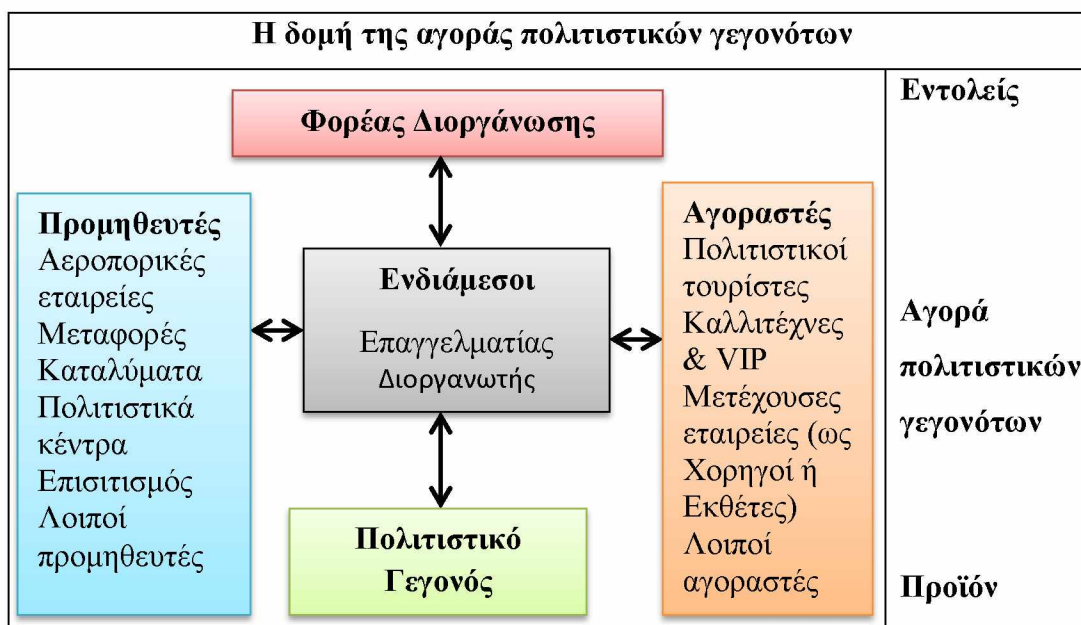 Η δομή της αγοράς πολιτιστικών γεγονότων
Φορέας Διοργάνωσης
Προμηθευτές
Αεροπορικές
εταιρείες
Μεταφορές
Καταλύματα
Πολιτιστικά
κέντρα
Επισιτισμός
Λοιποί
προμηθευτές
Ενδιάμεσοι
Επαγγελματίας
Διοργανωτής
Πολιτιστικό
Γεγονός
Αγοραστές
Πολιτιστικοί
τουρίστες
Καλλιτέχνες
& VIP
Μετέχουσες
εταιρείες (ως
Χορηγοί ή
Εκθέτες)
Λοιποί
αγοραστές
Εντολείς
Αγορά
πολιτιστικών
γεγονότων
Προϊόν